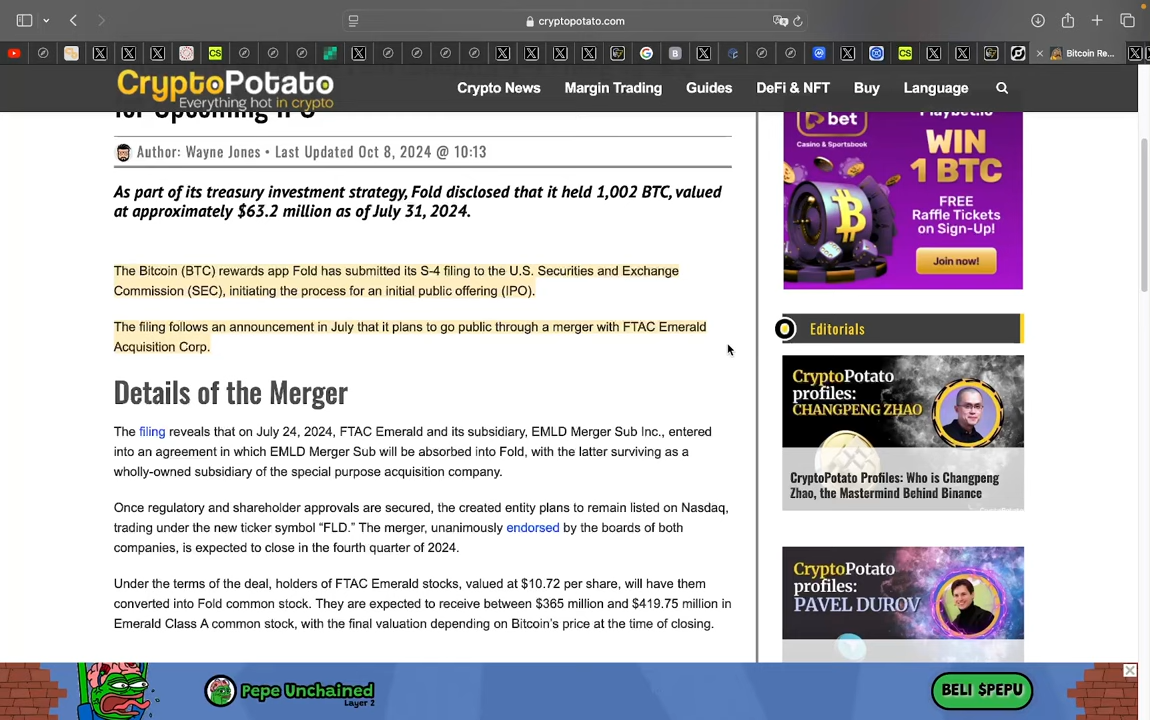 cryptopotato.com
Bitcoin Re...
CryptoPotato
Everything hot in crypto
Crypto News
Margin Trading
Guides
DeFi & NFT
Buy
Language
for Upcoming IPO
Author: Wayne Jones • Last Updated Oct 8, 2024 @ 10:13
As part of its treasury investment strategy, Fold disclosed that it held 1,002 BTC, valued
at approximately $63.2 million as of July 31, 2024.
The Bitcoin (BTC) rewards app Fold has submitted its S-4 filing to the U.S. Securities and Exchange
Commission (SEC), initiating the process for an initial public offering (IPO).
The filing follows an announcement in July that it plans to go public through a merger with FTAC Emerald
Acquisition Corp.
Details of the Merger
The filing reveals that on July 24, 2024, FTAC Emerald and its subsidiary, EMLD Merger Sub Inc., entered
into an agreement in which EMLD Merger Sub will be absorbed into Fold, with the latter surviving as a
wholly-owned subsidiary of the special purpose acquisition company.
Once regulatory and shareholder approvals are secured, the created entity plans to remain listed on Nasdaq,
trading under the new ticker symbol “FLD.” The merger, unanimously endorsed by the boards of both
companies, is expected to close in the fourth quarter of 2024.
Under the terms of the deal, holders of FTAC Emerald stocks, valued at $10.72 per share, will have them
converted into Fold common stock. They are expected to receive between $365 million and $419.75 million in
Emerald Class A common stock, with the final valuation depending on Bitcoin’s price at the time of closing.
Playbet.io
bet
Casino & Sportsbook
WIN
1 BTC
FREE
Raffle Tickets
on Sign-Up!
Join now!
Editorials
CryptoPotato
profiles:
CHANGPENG ZHAO
CryptoPotato Profiles: Who is Changpeng
Zhao, the Mastermind Behind Binance
CryptoPotato
profiles:
PAVEL DUROV
Pepe Unchained
Layer 2
BELI $PEPU